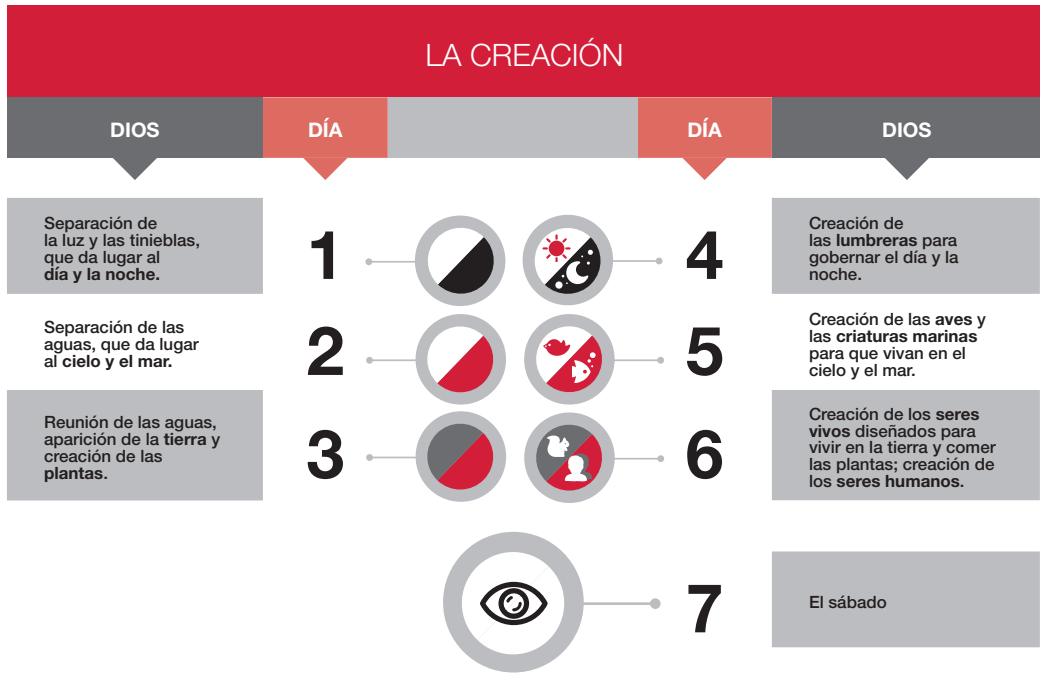 LA CREACIÓN
DIOS
DÍA
DÍA
DIOS
Separación de
la luz y las tinieblas,
que da lugar al
día y la noche.
1
4
Creación de
las lumbreras para
gobernar el día y la
noche.
Separación de las
aguas, que da lugar
al cielo y el mar.
2
5
Creación de las aves y
las criaturas marinas
para que vivan en el
cielo y el mar.
Reunión de las aguas,
aparición de la tierra y
creación de las
plantas.
3
6
Creación de los seres
vivos diseñados para
vivir en la tierra y comer
las plantas; creación de
los seres humanos.
7
El sábado